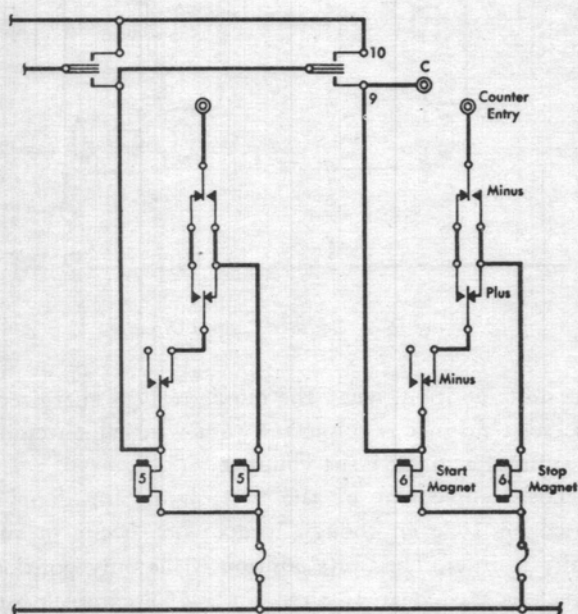 10
C
9
Counter
Entry
Minus
Plus
Minus
5
5
6
Start
Magnet
6
Stop
Magnet